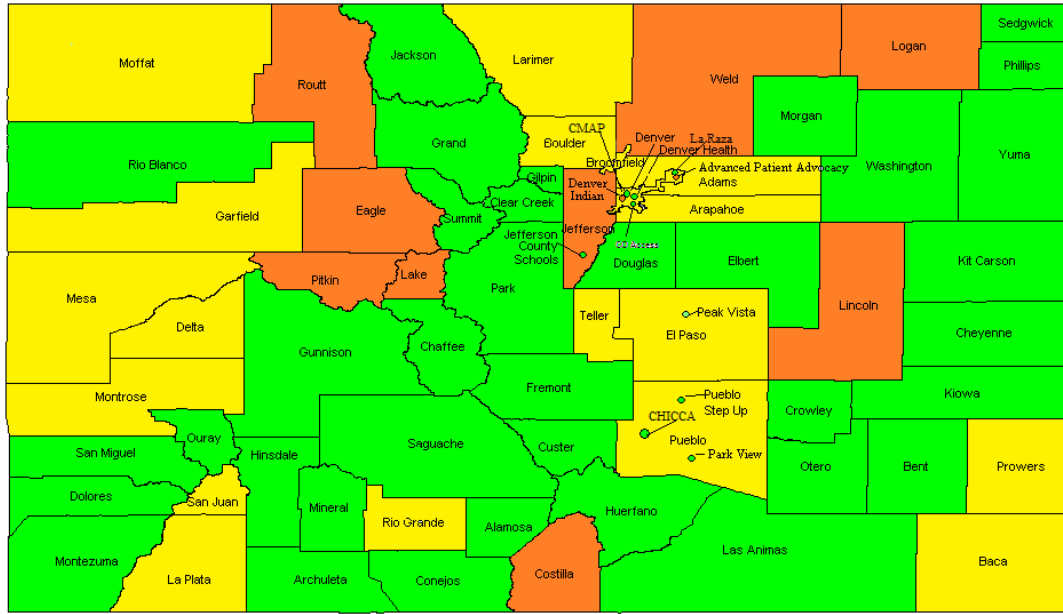 Sedgwick
Jackson
Logan
Moffat
Larimer
Phillips
Routt
Weld
Morgan
CMAP
Denver
La Raza
Grand
Boulder
Denver Health
Yuma
Rio Blanco
Broomfield
Washington
Advanced Patient Advocacy
Gilpin
Adams
Denver
Indian
Eagle
Clear Creek
Garfield
Summit
Arapahoe
Jefferson
Jefferson
County
Schools
CO Access
Douglas
Elbert
Kit Carson
Lake
Pitkin
Park
Mesa
Lincoln
Teller
Peak Vista
Delta
El Paso
Cheyenne
Chaffee
Gunnison
Fremont
Kiowa
Montrose
Pueblo
Step Up
Crowley
CHICCA
Ouray
Saguache
Custer
Pueblo
San Miguel
Hinsdale
Park View
Otero
Bent
Prowers
Dolores
San Juan
Mineral
Rio Grande
Alamosa
Huerfano
Las Animas
Montezuma
La Plata
Archuleta
Conejos
Costilla
Baca